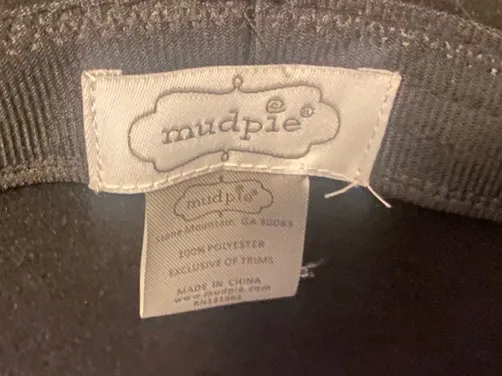 mudpie
mudpie
Stone Mountain, GA 30083
100% POLYESTER
EXCLUSIVE OF TRIMS
MADE IN CHINA
www.mudpie.com